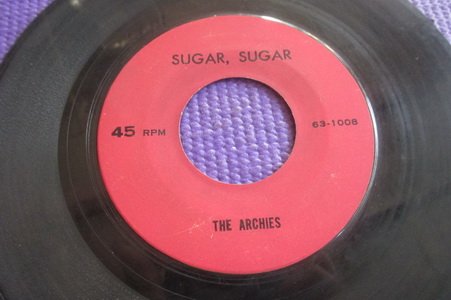 SUGAR, SUGAR
45 RPM
63-1008
THE ARCHIES